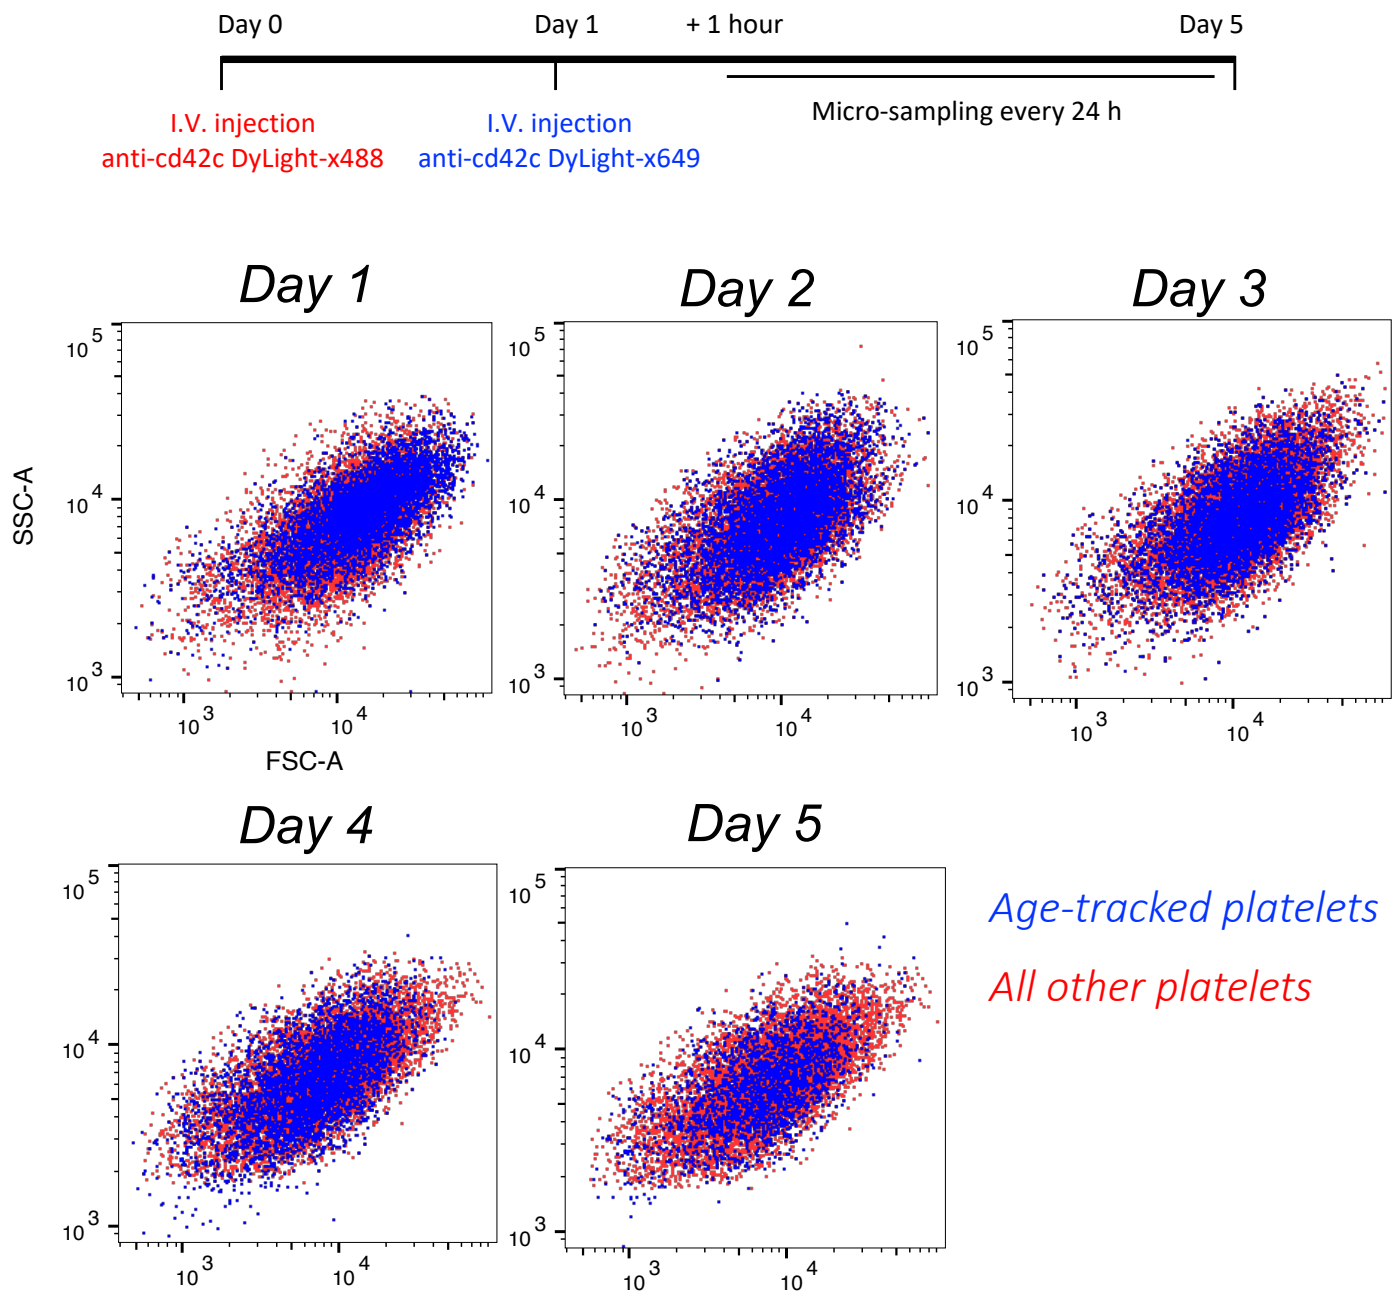 Day 0 Day 1 + 1 hour Day 5
I.V. injection
anti-cd42c DyLight-x488
I.V. injection
anti-cd42c DyLight-x649
Micro-sampling every 24 h
Day 1
10 5
10 4
10 3
10 3 10 4
SSC-A
FSC-A
Day 2
10 5
10 4
10 3
10 3 10 4
Day 3
10 5
10 4
10 3
10 3 10 4
Day 4
10 5
10 4
10 3
10 3 10 4
Day 5
10 5
10 4
10 3
10 3 10 4
Age-tracked platelets
All other platelets